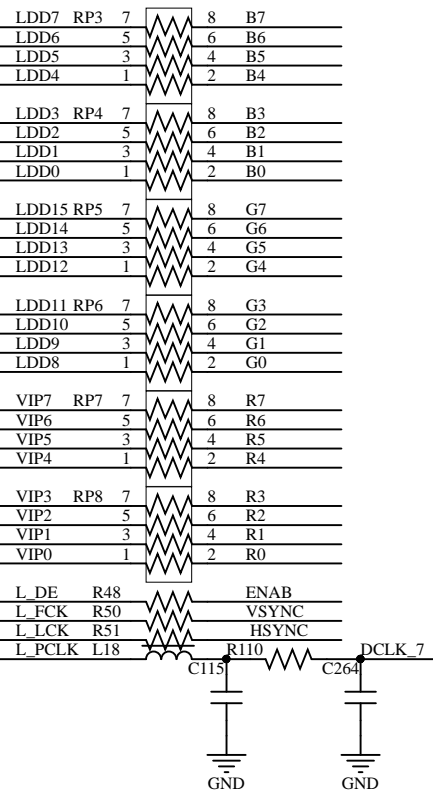 LDD7 RP3 7 8 B7
LDD6 5 6 B6
LDD5 3 4 B5
LDD4 1 2 B4
LDD3 RP4 7 8 B3
LDD2 5 6 B2
LDD1 3 4 B1
LDD0 1 2 B0
LDD15 RP5 7 8 G7
LDD14 5 6 G6
LDD13 3 4 G5
LDD12 1 2 G4
LDD11 RP6 7 8 G3
LDD10 5 6 G2
LDD9 3 4 G1
LDD8 1 2 G0
VIP7 RP7 7 8 R7
VIP6 5 6 R6
VIP5 3 4 R5
VIP4 1 2 R4
VIP3 RP8 7 8 R3
VIP2 5 6 R2
VIP1 3 4 R1
VIP0 1 2 R0
L_DE R48 ENAB
L_FCK R50 VSYNC
L_LCK R51 HSYNC
L_PCLK L18 R110 DCLK_7
C115 C264
GND GND